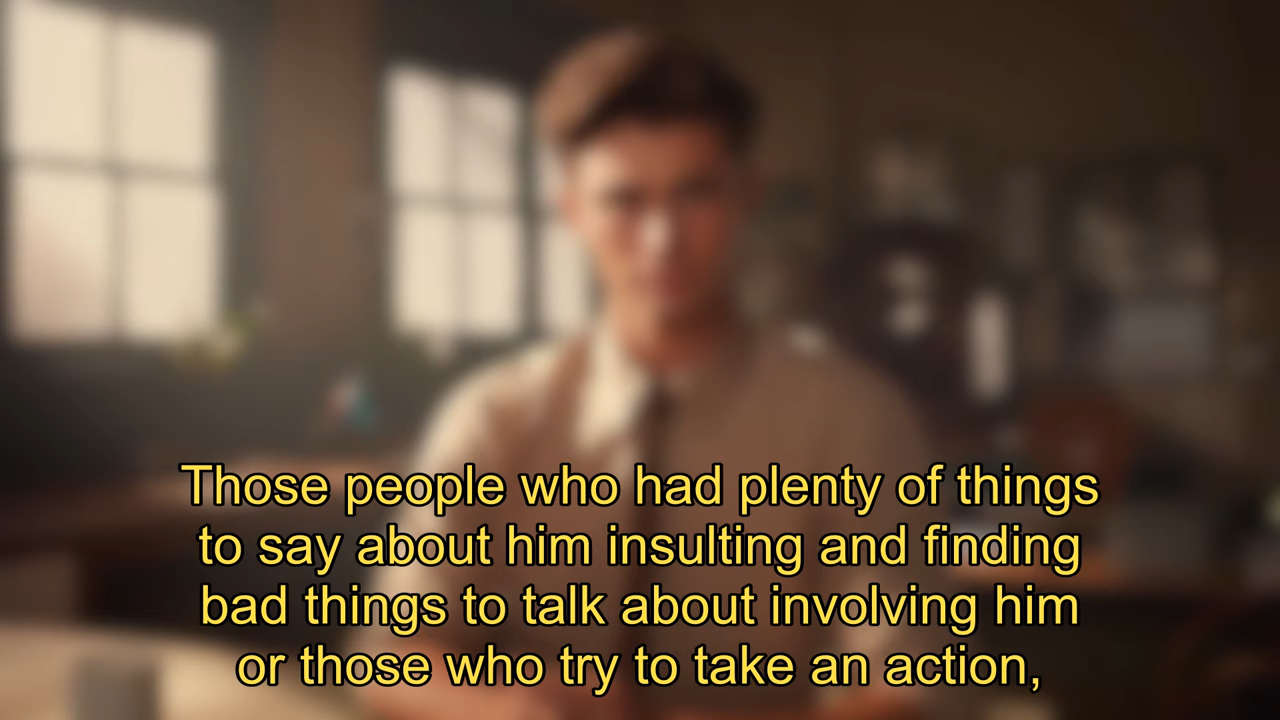 Those people who had plenty of things
to say about him insulting and finding
bad things to talk about involving him
or those who try to take an action,